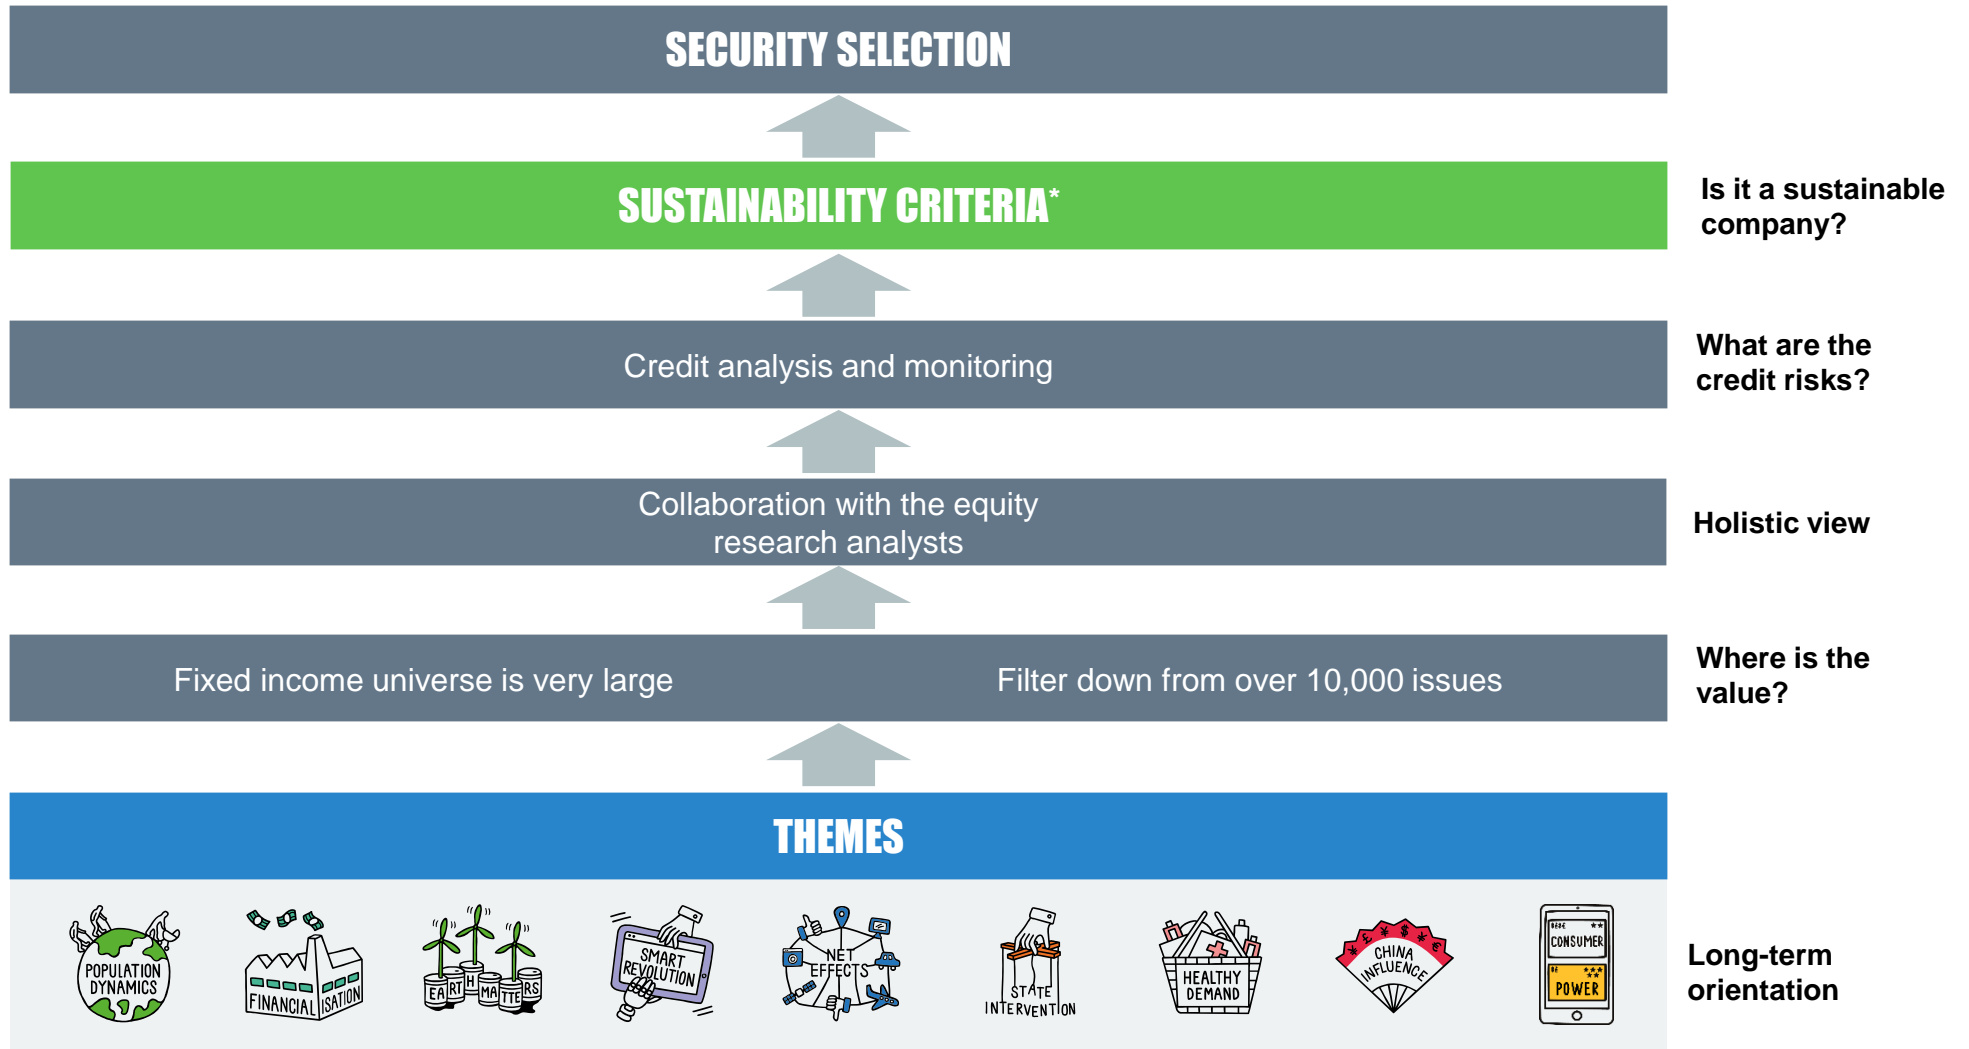 SECURITY SELECTION
SUSTAINABILITY CRITERIA*
Is it a sustainable
company?
Credit analysis and monitoring
What are the
credit risks?
Collaboration with the equity
research analysts
Holistic view
Fixed income universe is very large
Filter down from over 10,000 issues
Where is the
value?
THEMES
POPULATION
DYNAMICS
FINANCIALISATION
EARTH MATTERS
SMART
REVOLUTION
NET
EFFECTS
STATE
INTERVENTION
HEALTHY
DEMAND
¥ £ ¥ $ ¥ €
CHINA
INFLUENCE
CONSUMER
POWER
Long-term
orientation